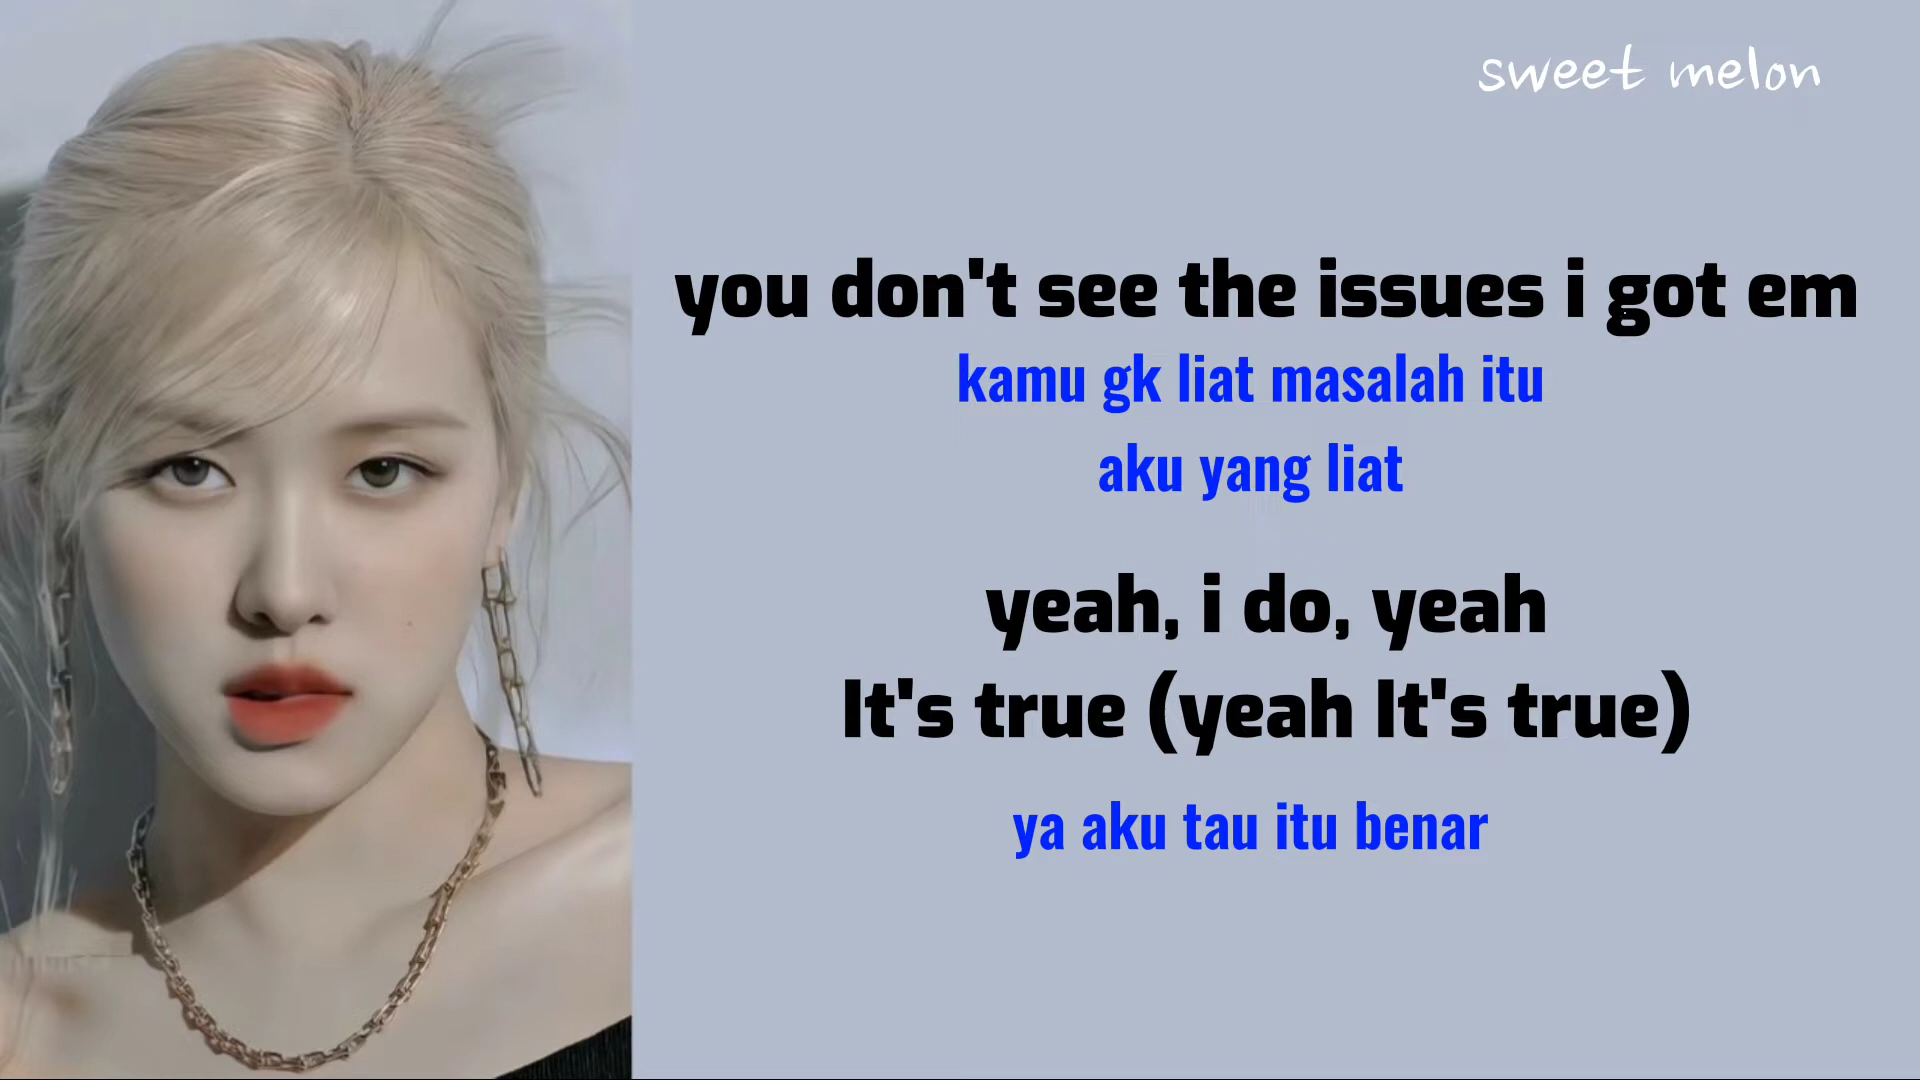 sweet melon
you don't see the issues i got em
kamu gk liat masalah itu
aku yang liat
yeah, i do, yeah
It's true (yeah It's true)
ya aku tau itu benar